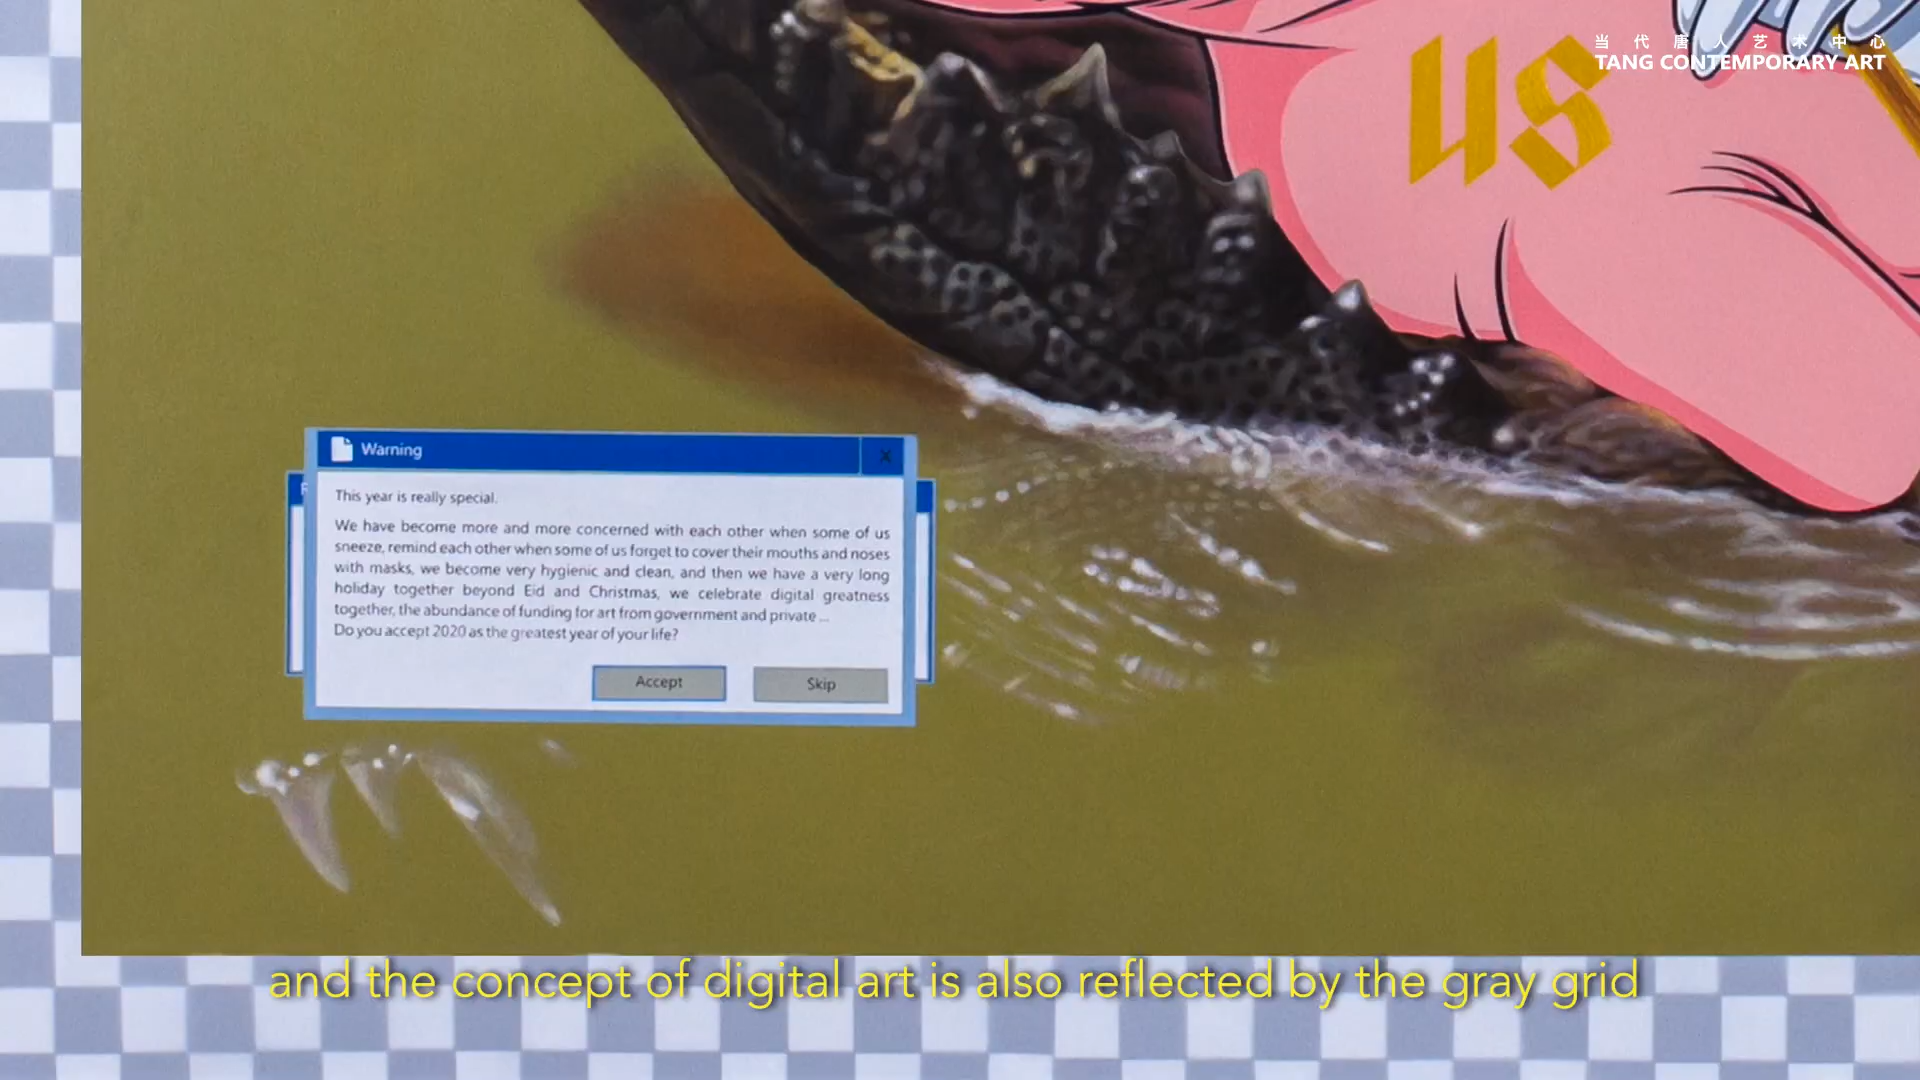 当代唐人艺术中心
TANG CONTEMPORARY ART
US
Warning
This year is really special.
We have become more and more concerned with each other when some of us
sneeze, remind each other when some of us forget to cover their mouths and noses
with masks, we become very hygienic and clean, and then we have a very long
holiday together beyond Eid and Christmas, we celebrate digital greatness
together, the abundance of funding for art from government and private ...
Do you accept 2020 as the greatest year of your life?
Accept
Skip
and the concept of digital art is also reflected by the gray grid